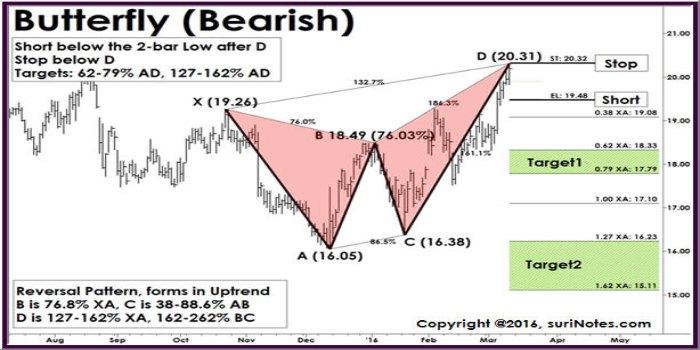 Butterfly (Bearish)
Short below the 2-bar Low after D
Stop below D
Targets: 62-79% AD, 127-162% AD
D (20.31)
ST: 20.32
Stop
21.00
20.00
132.7%
X (19.26)
186.3%
EL: 19.48
Short
0.38 XA: 19.08
19.00
76.0%
B 18.49 (76.03%)
161.1%
0.62 XA: 18.33
Target1
18.00
0.79 XA: 17.79
1.00 XA: 17.10
17.00
A (16.05)
86.5%
C (16.38)
1.27 XA: 16.23
16.00
Target2
1.62 XA: 15.11
15.00
Reversal Pattern, forms in Uptrend
B is 76.8% XA, C is 38-88.6% AB
D is 127-162% XA, 162-262% BC
Copyright @2016, suriNotes.com
Aug Sep Oct Nov Dec '16 Feb Mar Apr May Jun